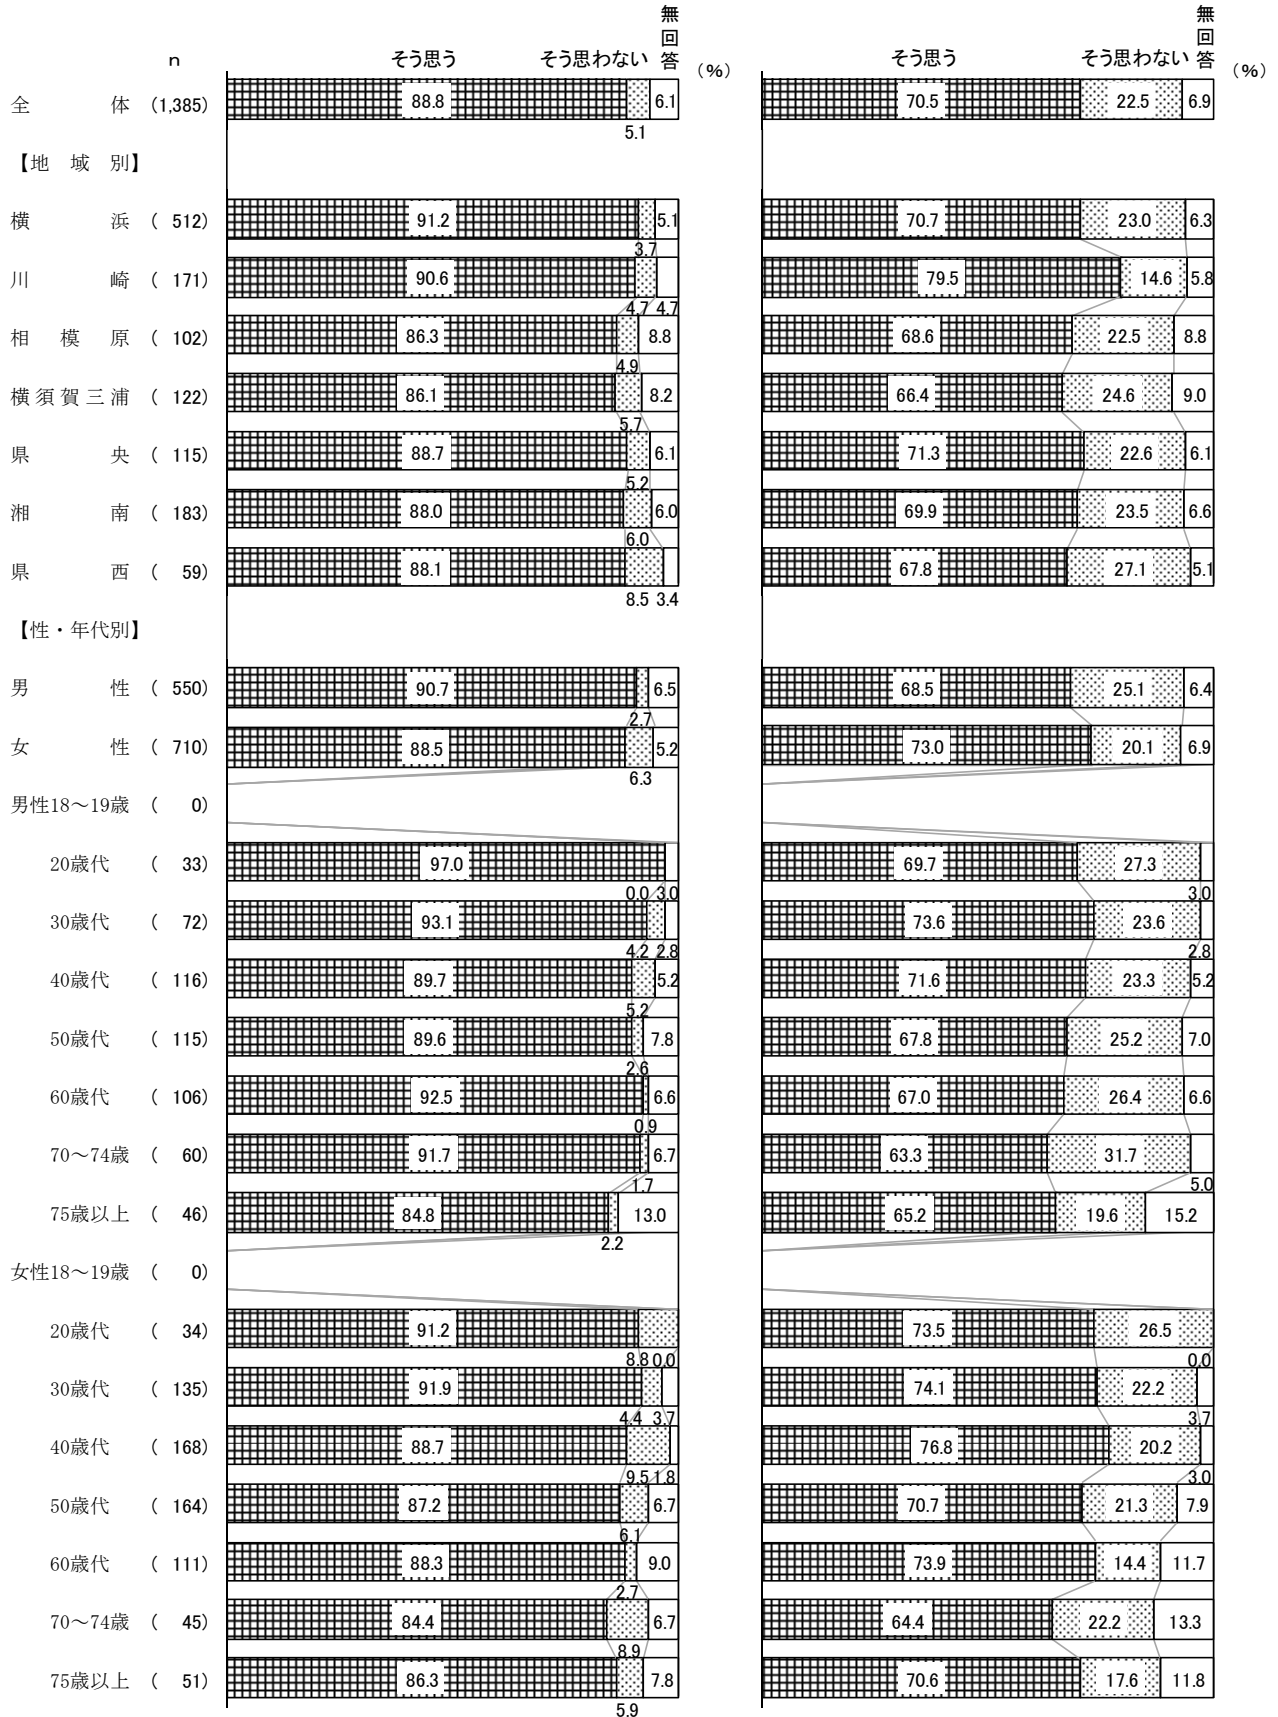 無回答 無回答
n そう思う そう思わない (%) そう思う そう思わない (%)
全体 (1,385) 88.8 5.1 6.1 70.5 22.5 6.9
【地域別】
横浜 ( 512) 91.2 3.7 5.1 70.7 23.0 6.3
川崎 ( 171) 90.6 4.7 4.7 79.5 14.6 5.8
相模原 ( 102) 86.3 4.9 8.8 68.6 22.5 8.8
横須賀三浦 ( 122) 86.1 5.7 8.2 66.4 24.6 9.0
県央 ( 115) 88.7 5.2 6.1 71.3 22.6 6.1
湘南 ( 183) 88.0 6.0 6.0 69.9 23.5 6.6
県西 ( 59) 88.1 8.5 3.4 67.8 27.1 5.1
【性・年代別】
男性 ( 550) 90.7 2.7 6.5 68.5 25.1 6.4
女性 ( 710) 88.5 6.3 5.2 73.0 20.1 6.9
男性18～19歳 ( 0)
20歳代 ( 33) 97.0 0.0 3.0 69.7 27.3 3.0
30歳代 ( 72) 93.1 4.2 2.8 73.6 23.6 2.8
40歳代 ( 116) 89.7 5.2 5.2 71.6 23.3 5.2
50歳代 ( 115) 89.6 2.6 7.8 67.8 25.2 7.0
60歳代 ( 106) 92.5 0.9 6.6 67.0 26.4 6.6
70～74歳 ( 60) 91.7 1.7 6.7 63.3 31.7 5.0
75歳以上 ( 46) 84.8 2.2 13.0 65.2 19.6 15.2
女性18～19歳 ( 0)
20歳代 ( 34) 91.2 8.8 0.0 73.5 26.5 0.0
30歳代 ( 135) 91.9 4.4 3.7 74.1 22.2 3.7
40歳代 ( 168) 88.7 9.5 1.8 76.8 20.2 3.0
50歳代 ( 164) 87.2 6.1 6.7 70.7 21.3 7.9
60歳代 ( 111) 88.3 2.7 9.0 73.9 14.4 11.7
70～74歳 ( 45) 84.4 8.9 6.7 64.4 22.2 13.3
75歳以上 ( 51) 86.3 5.9 7.8 70.6 17.6 11.8